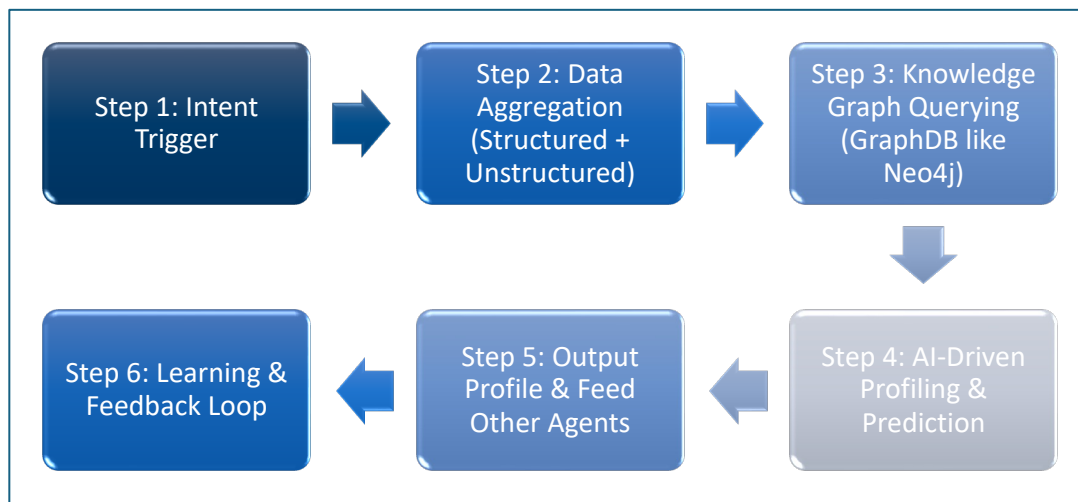 Step 1: Intent
Trigger
Step 2: Data
Aggregation
(Structured +
Unstructured)
Step 3: Knowledge
Graph Querying
(GraphDB like
Neo4j)
Step 4: AI-Driven
Profiling &
Prediction
Step 5: Output
Profile & Feed
Other Agents
Step 6: Learning &
Feedback Loop